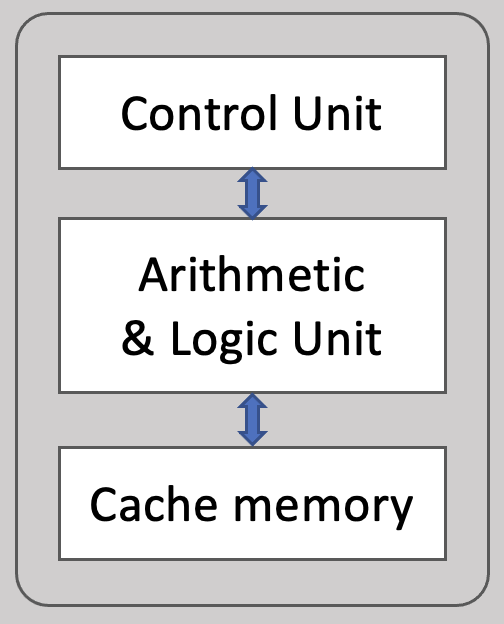 Control Unit
Arithmetic
& Logic Unit
Cache memory